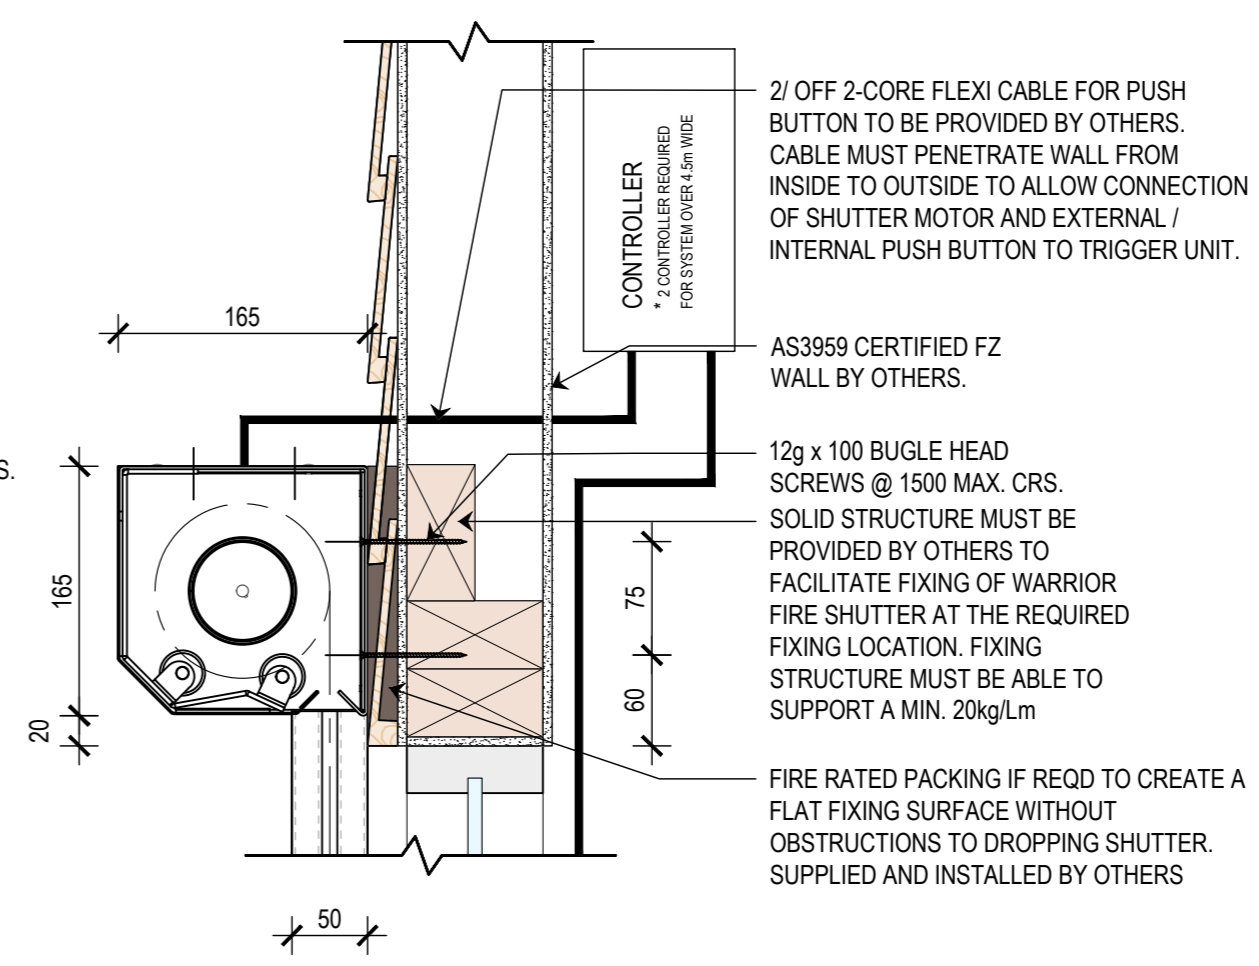 2/ OFF 2-CORE FLEXI CABLE FOR PUSH
BUTTON TO BE PROVIDED BY OTHERS.
CABLE MUST PENETRATE WALL FROM
INSIDE TO OUTSIDE TO ALLOW CONNECTION
OF SHUTTER MOTOR AND EXTERNAL /
INTERNAL PUSH BUTTON TO TRIGGER UNIT.
CONTROLLER
* 2 CONTROLLER REQUIRED
FOR SYSTEM OVER 4.5m WIDE
165
AS3959 CERTIFIED FZ
WALL BY OTHERS.
S.
12g x 100 BUGLE HEAD
SCREWS @ 1500 MAX. CRS.
SOLID STRUCTURE MUST BE
PROVIDED BY OTHERS TO
FACILITATE FIXING OF WARRIOR
FIRE SHUTTER AT THE REQUIRED
FIXING LOCATION. FIXING
STRUCTURE MUST BE ABLE TO
SUPPORT A MIN. 20kg/Lm
165
75
60
20
FIRE RATED PACKING IF REQD TO CREATE A
FLAT FIXING SURFACE WITHOUT
OBSTRUCTIONS TO DROPPING SHUTTER.
SUPPLIED AND INSTALLED BY OTHERS
50